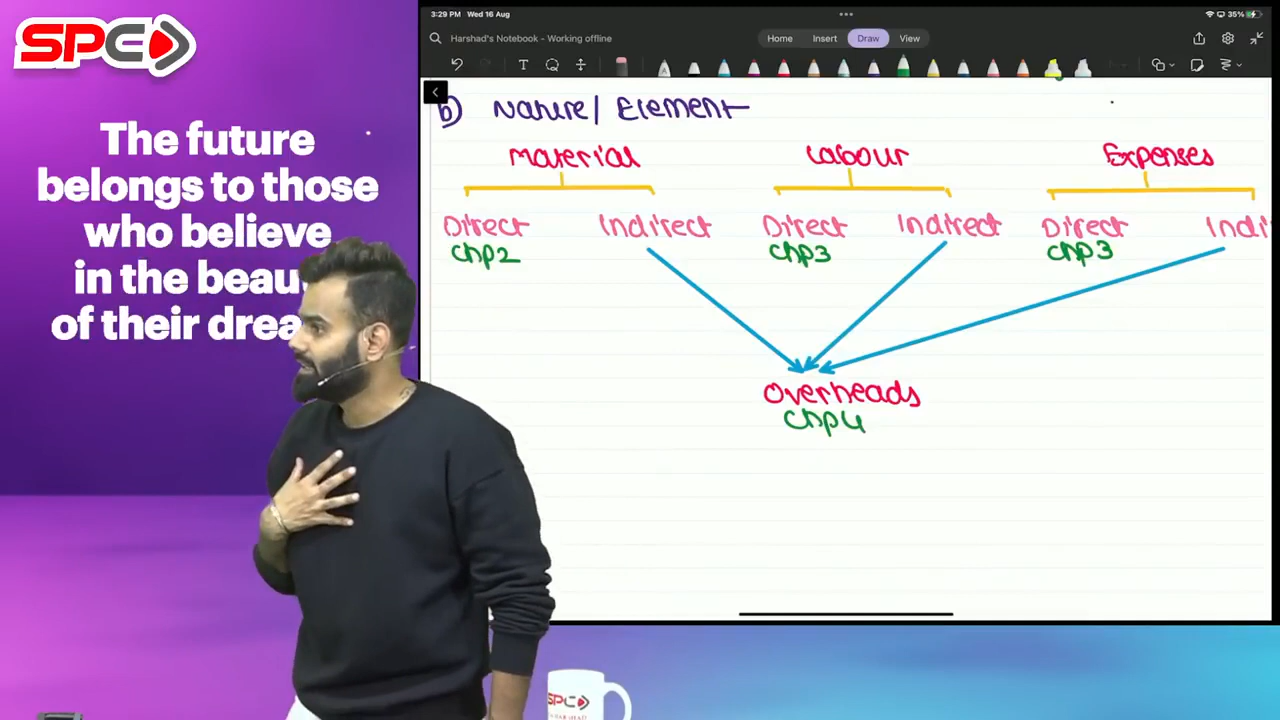 SPC
The future
belongs to those
who believe
in the beau
of their drea
3:29 PM Wed 16 Aug
35%
Harshad's Notebook - Working offline
Home Insert Draw View
b) Nature/ Element
Material Labour Expenses
Direct Indirect Direct Indirect Direct Indi
Chp2 Chp3 Chp3
Overheads
Chp4
SPC